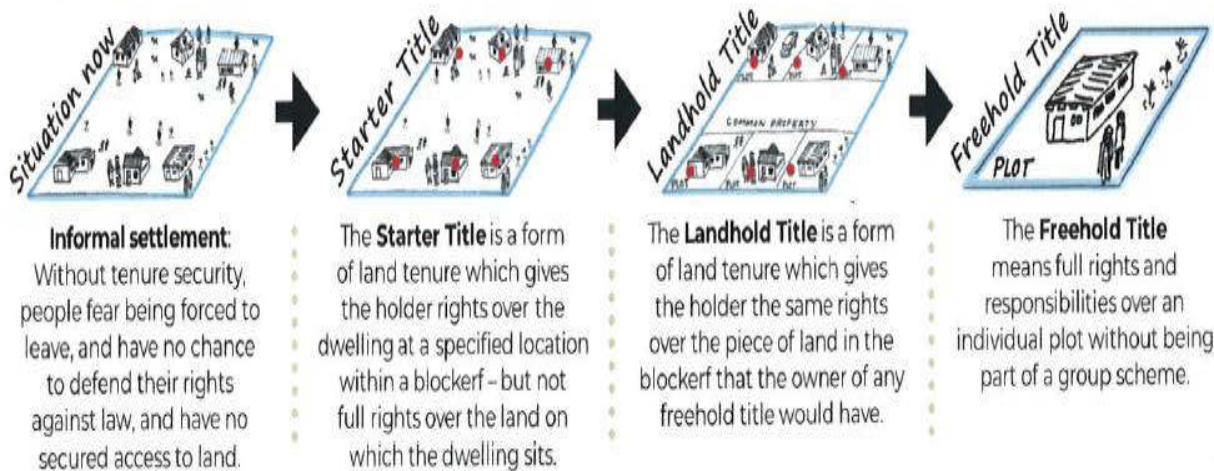 Situation now
Starter Title
Landhold Title
Freehold Title
PLOT
PLOT
COMMON PROPERTY
PLOT
PLOT
PLOT
PLOT
Informal settlement:
Without tenure security,
people fear being forced to
leave, and have no chance
to defend their rights
against law, and have no
secured access to land.
The Starter Title is a form
of land tenure which gives
the holder rights over the
dwelling at a specified location
within a blockerf – but not
full rights over the land on
which the dwelling sits.
The Landhold Title is a form
of land tenure which gives
the holder the same rights
over the piece of land in the
blockerf that the owner of any
freehold title would have.
The Freehold Title
means full rights and
responsibilities over an
individual plot without being
part of a group scheme.